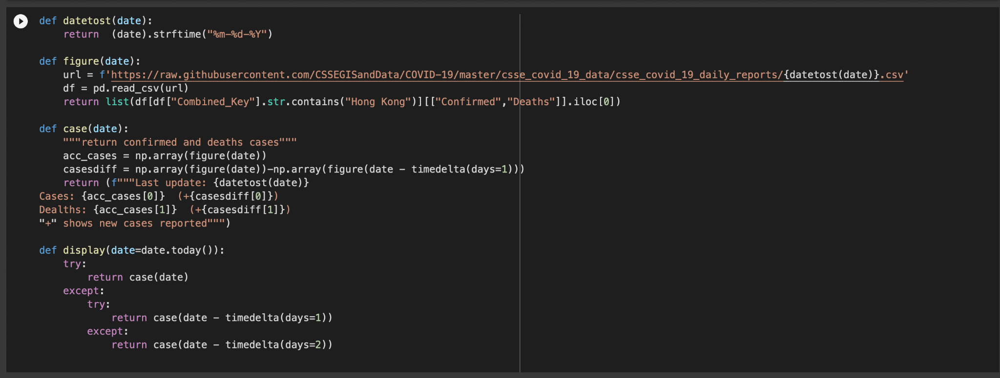 def datetost(date):
    return  (date).strftime("%m-%d-%Y")

def figure(date):
    url = f'https://raw.githubusercontent.com/CSSEGISandData/COVID-19/master/csse_covid_19_data/csse_covid_19_daily_reports/{datetost(date)}.csv'
    df = pd.read_csv(url)
    return list(df[df["Combined_Key"].str.contains("Hong Kong")][["Confirmed","Deaths"]].iloc[0])

def case(date):
    """return confirmed and deaths cases"""
    acc_cases = np.array(figure(date))
    casesdiff = np.array(figure(date))-np.array(figure(date - timedelta(days=1)))
    return (f"""Last update: {datetost(date)}
Cases: {acc_cases[0]}  (+{casesdiff[0]})
Dealths: {acc_cases[1]}  (+{casesdiff[1]})
"+" shows new cases reported""")

def display(date=date.today()):
    try:
        return case(date)
    except:
        try:
            return case(date - timedelta(days=1))
        except:
            return case(date - timedelta(days=2))